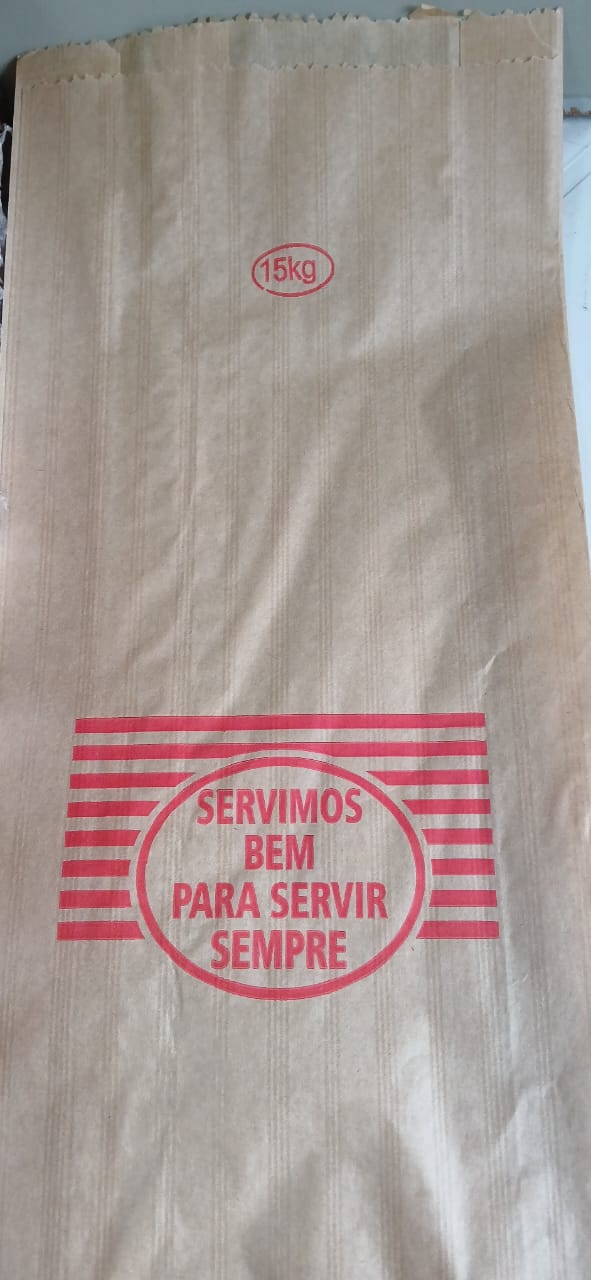 15kg
SERVIMOS
BEM
PARA SERVIR
SEMPRE